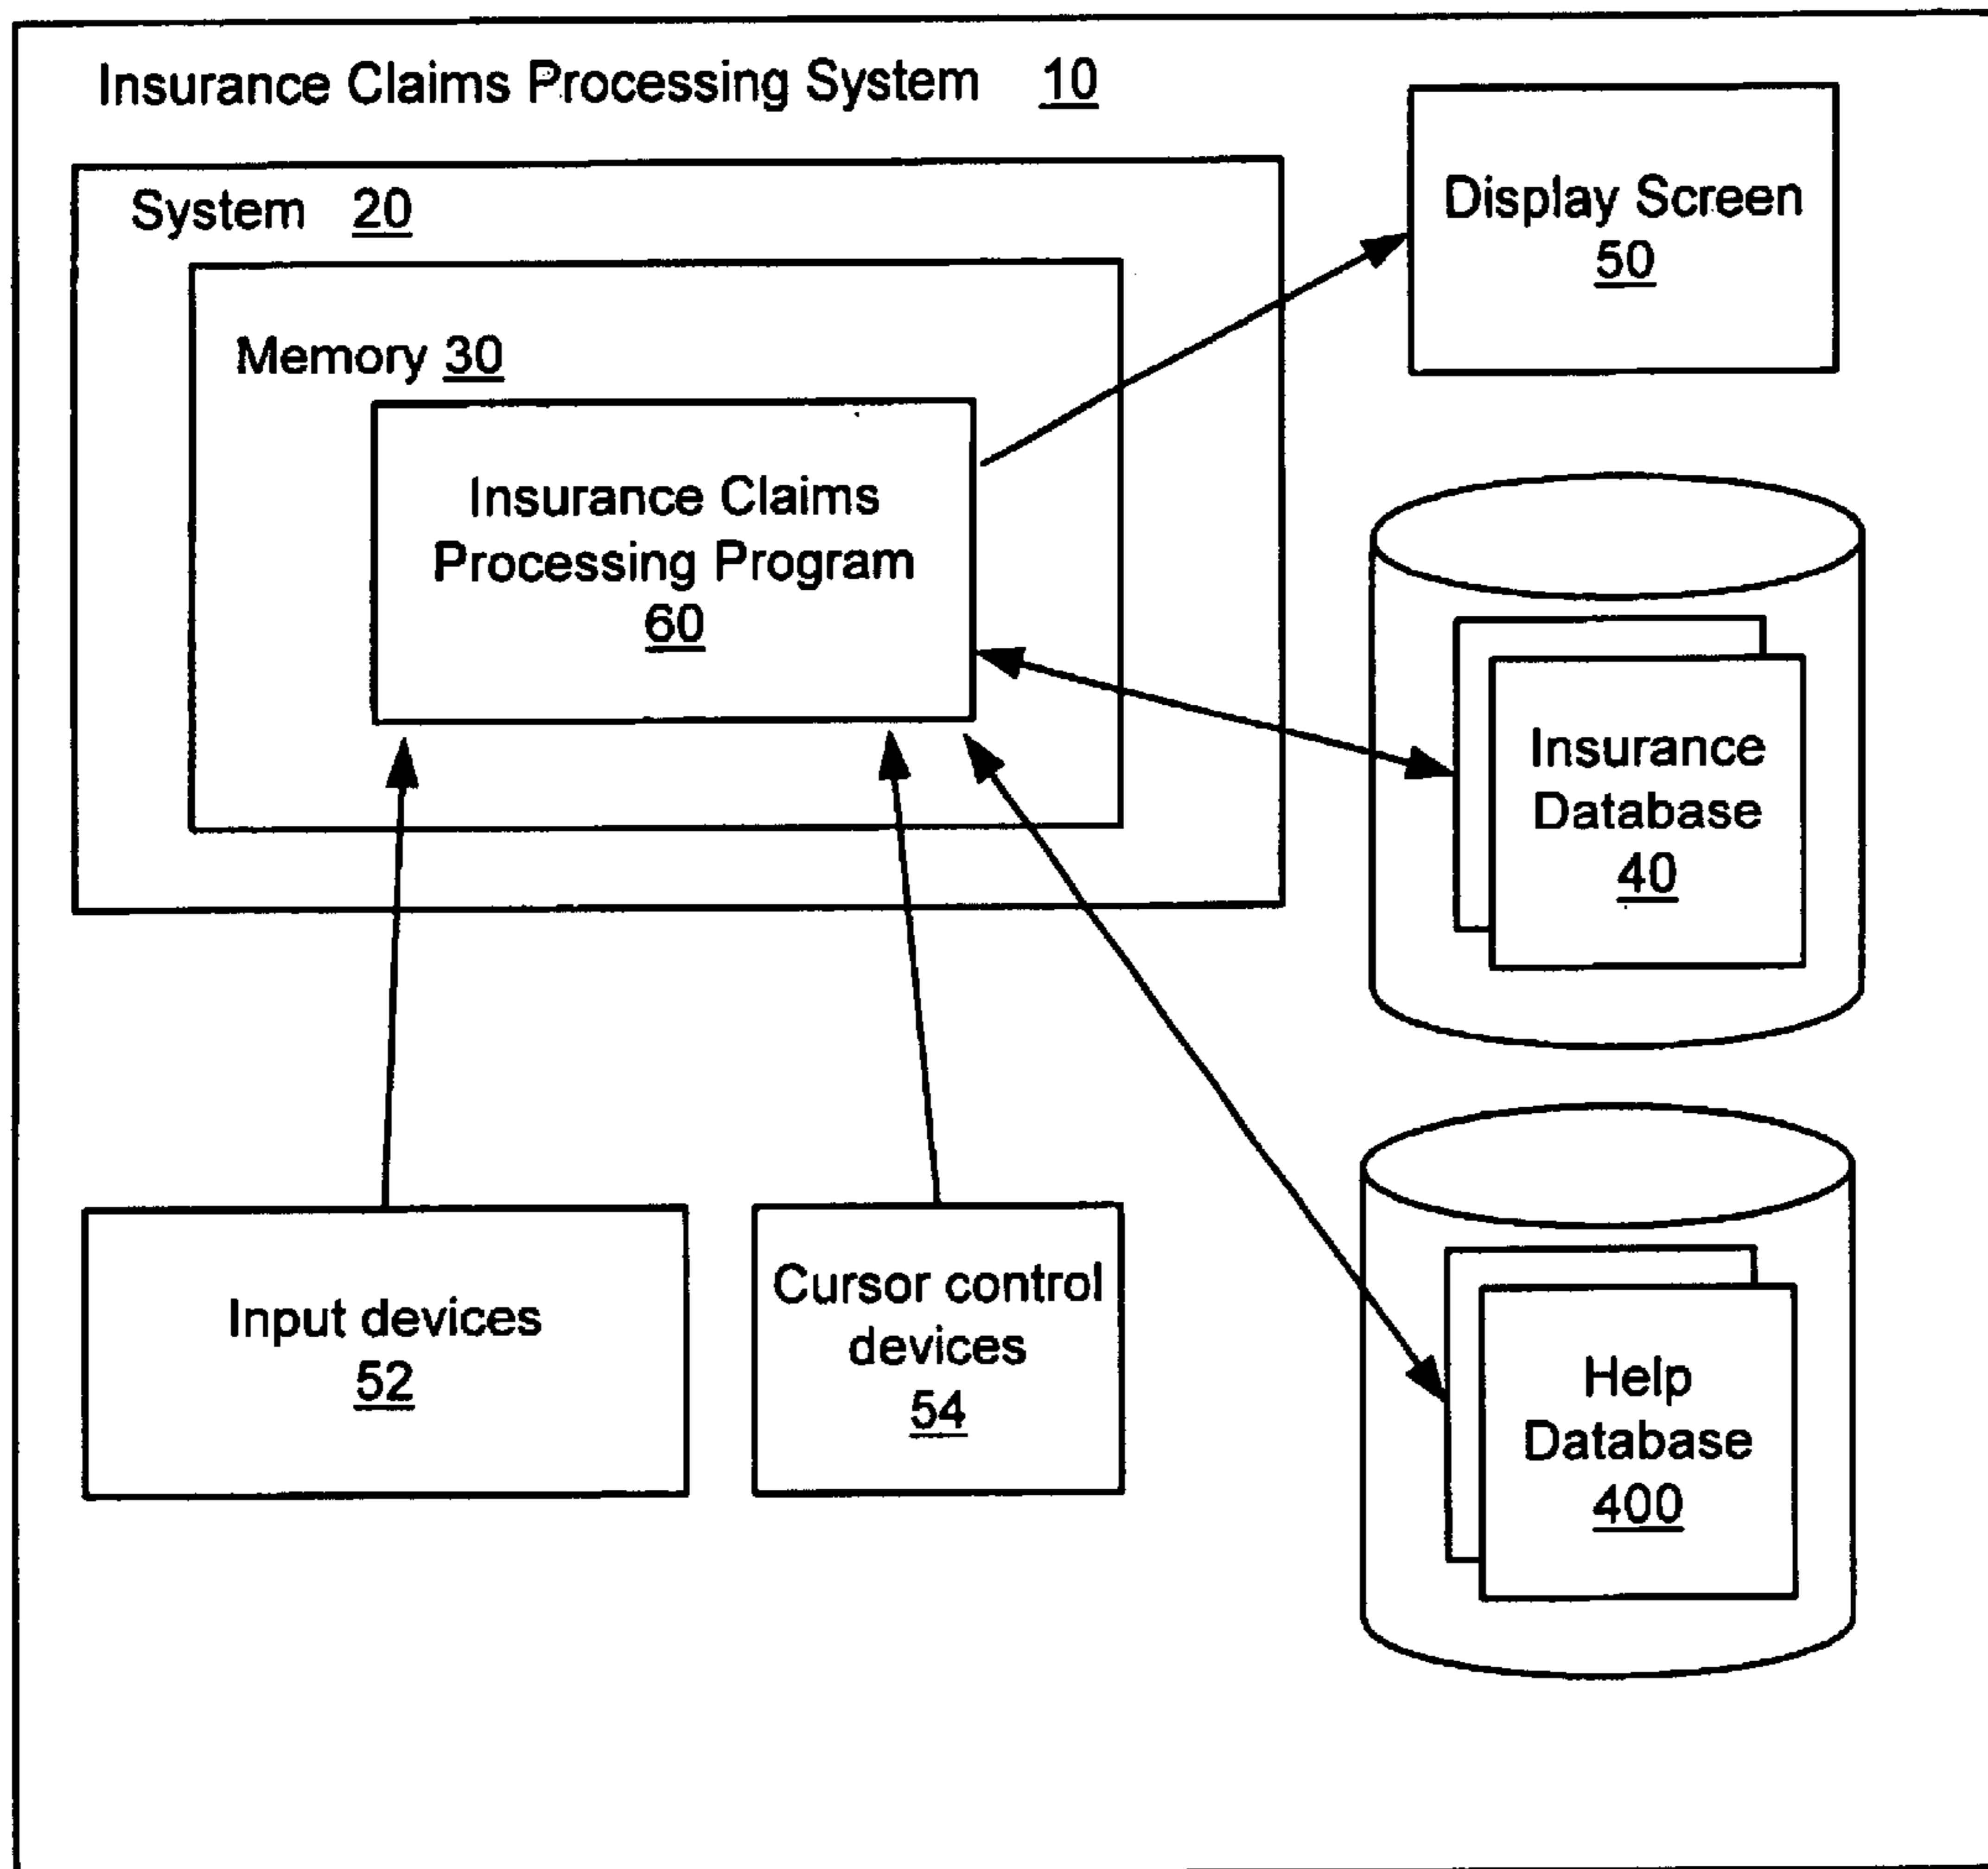 Insurance Claims Processing System 10
System 20
Display Screen
50
Memory 30
Insurance Claims
Processing Program
60
Insurance
Database
40
Input devices
52
Cursor control
devices
54
Help
Database
400